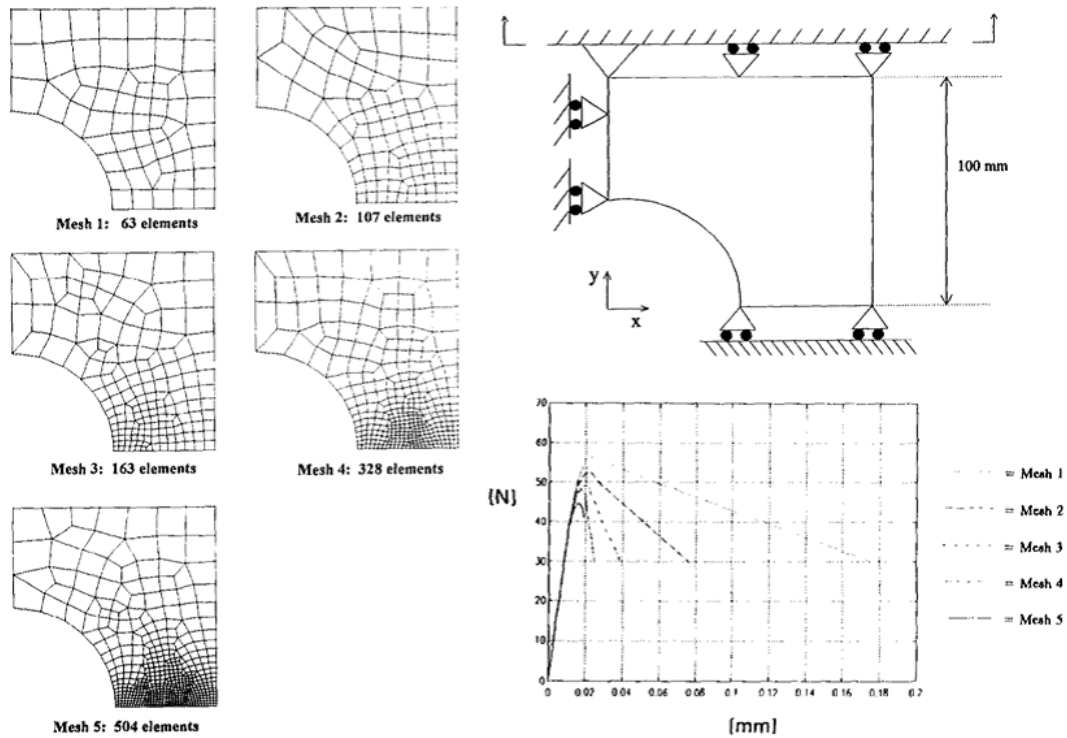 Mesh 1: 63 elements
Mesh 2: 107 elements
Mesh 3: 163 elements
Mesh 4: 328 elements
Mesh 5: 504 elements
100 mm
y
x
70
60
50
40
30
20
10
0
[N]
0
0.02
0.04
0.06
0.08
0.1
0.12
0.14
0.16
0.18
0.2
[mm]
= Mesh 1
= Mesh 2
= Mesh 3
= Mesh 4
= Mesh 5